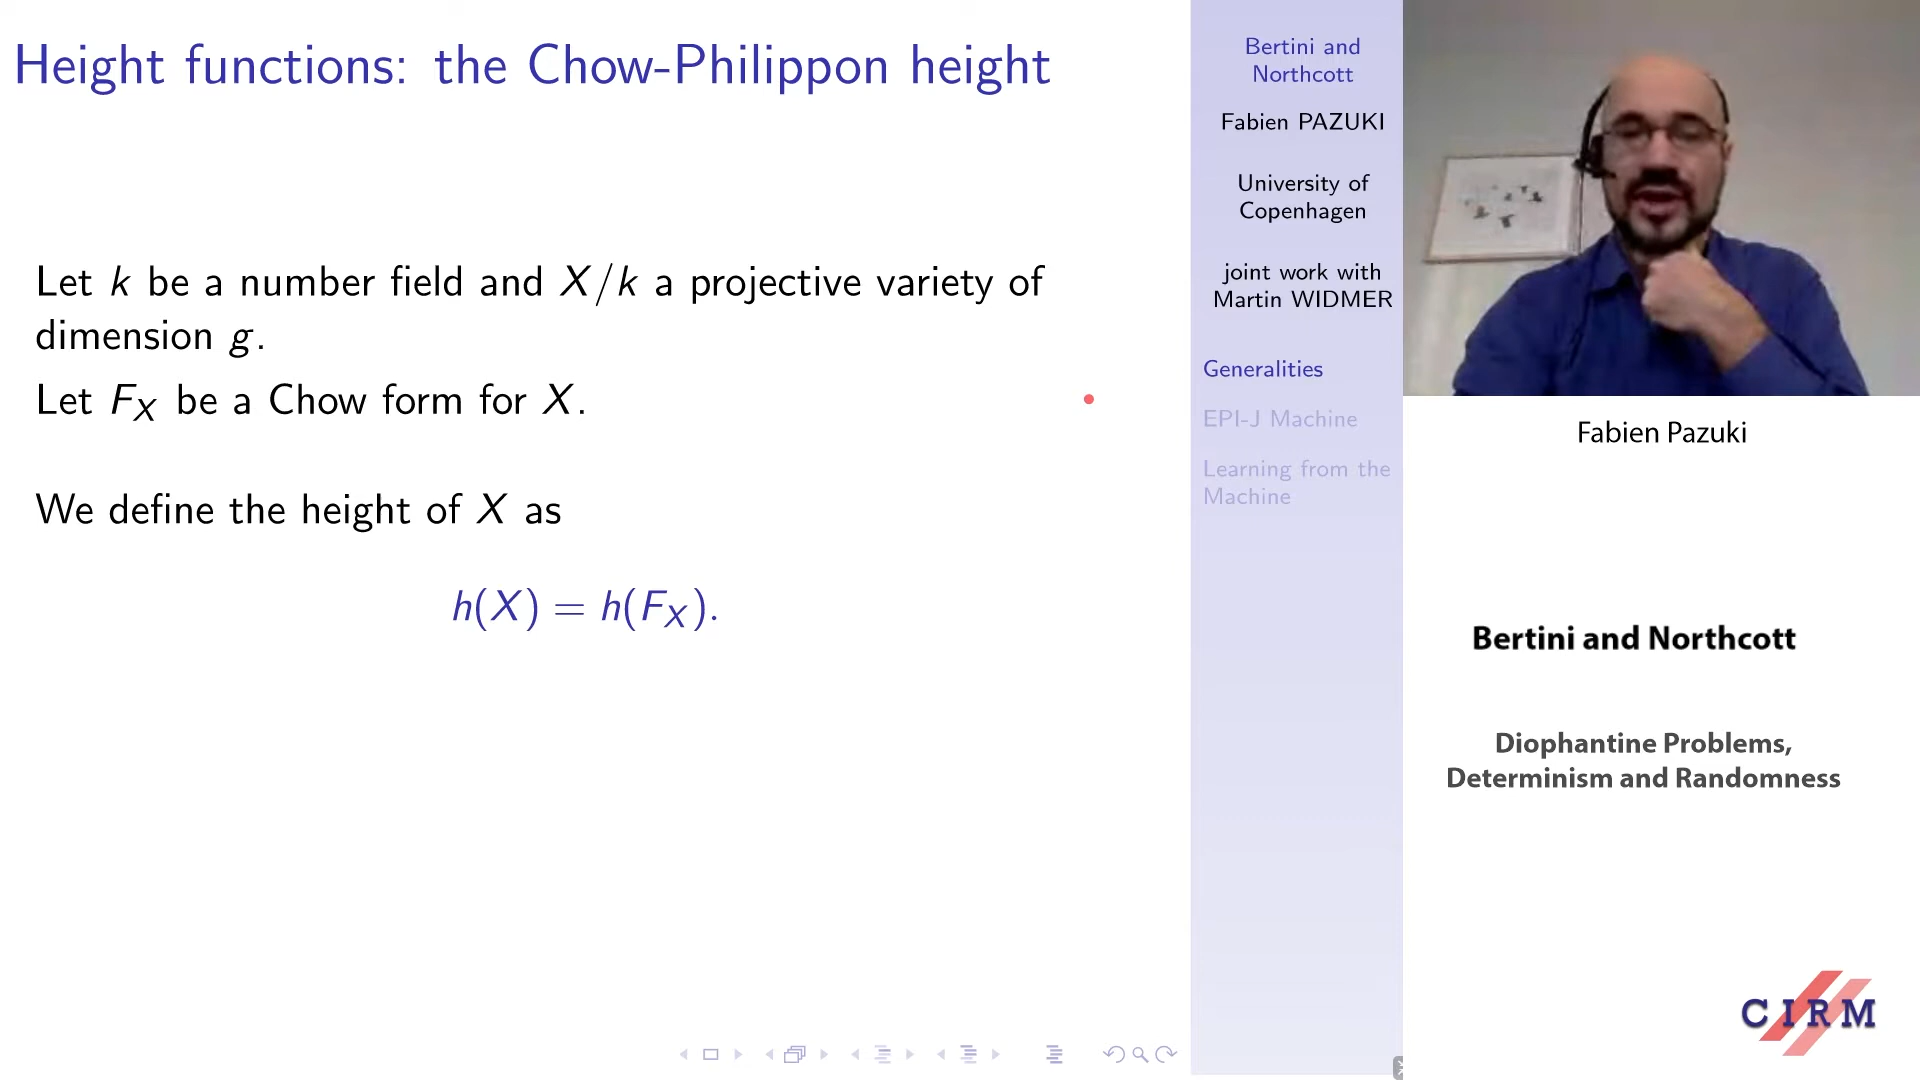 Height functions: the Chow-Philippon height
Let k be a number field and X/k a projective variety of
dimension g.
Let F_X be a Chow form for X.
We define the height of X as
h(X) = h(F_X).
Bertini and
Northcott
Fabien PAZUKI
University of
Copenhagen
joint work with
Martin WIDMER
Generalities
EPI-J Machine
Learning from the
Machine
Fabien Pazuki
Bertini and Northcott
Diophantine Problems,
Determinism and Randomness
CIRM